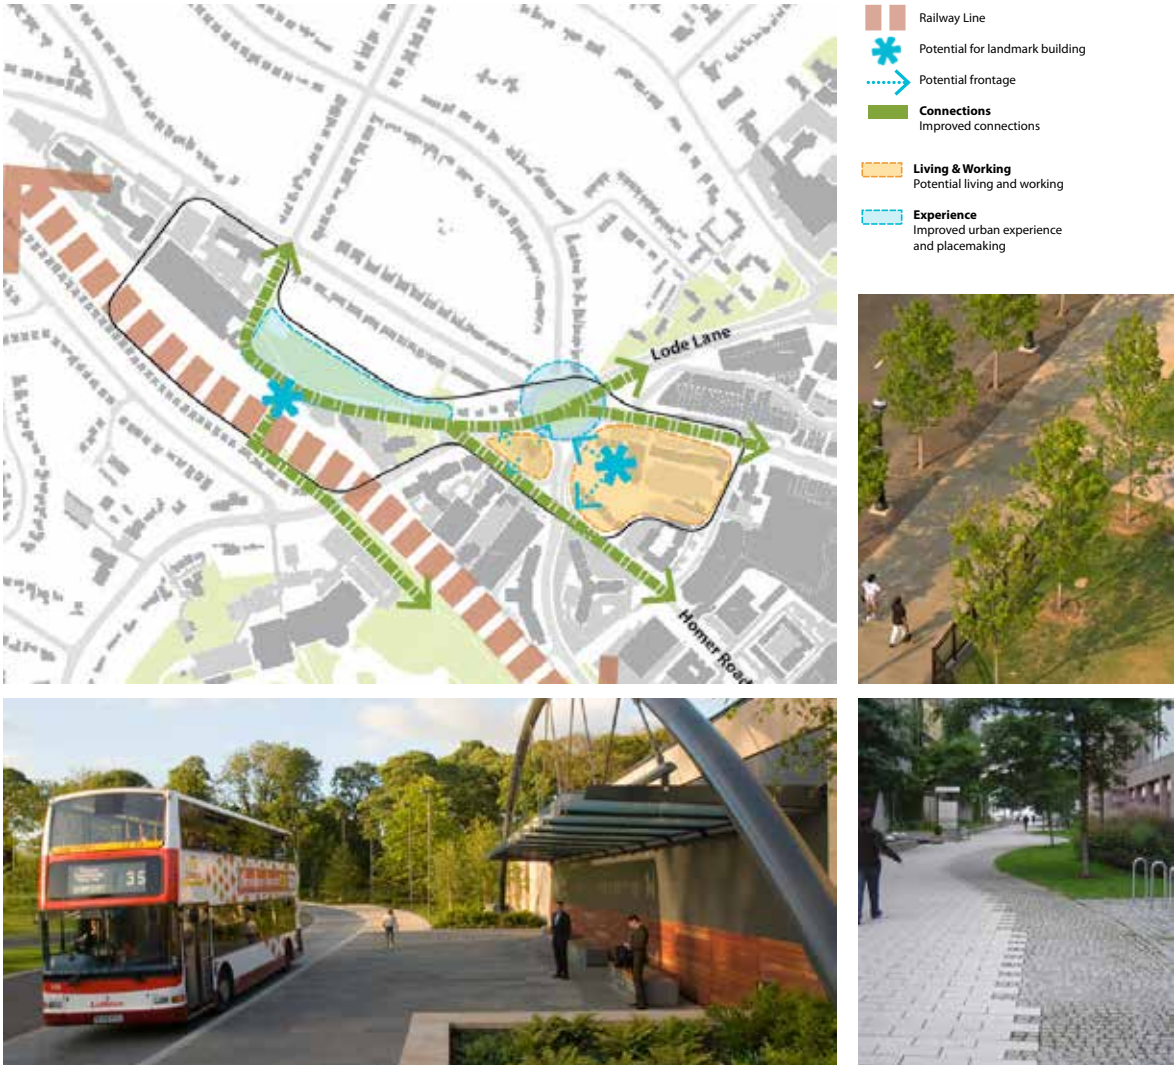 Railway Line
Potential for landmark building
Potential frontage
Connections
Improved connections
Living & Working
Potential living and working
Experience
Improved urban experience
and placemaking
Lode Lane
Homer Road
35